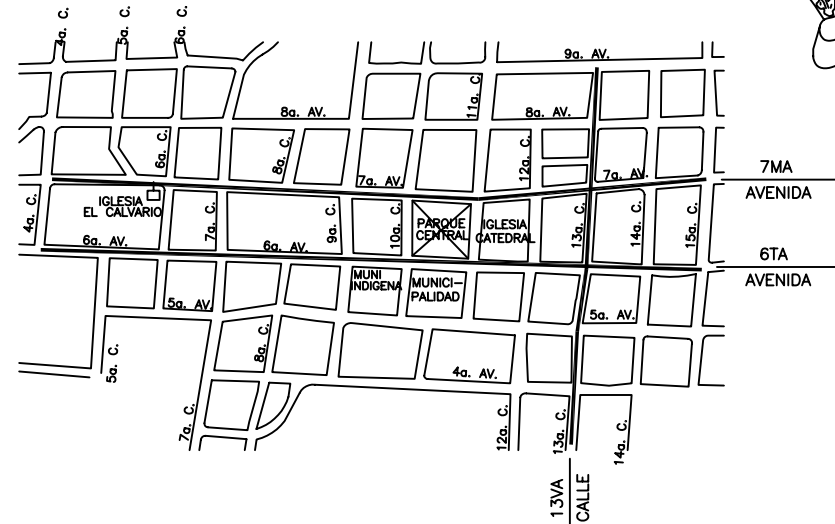 4a. C.
5a. C.
6a. C.
9a. AV.
8a. AV.
11a. C.
8a. AV.
6a. C.
8a. C.
12a. C.
7a. AV.
7a. AV.
7MA
AVENIDA
IGLESIA
EL CALVARIO
4a. C.
7a. C.
9a. C.
10a. C.
PARQUE
CENTRAL
IGLESIA
CATEDRAL
13a. C.
14a. C.
15a. C.
6a. AV.
6a. AV.
6TA
AVENIDA
MUNI
INDIGENA
MUNICI-
PALIDAD
5a. AV.
5a. AV.
5a. C.
8a. C.
4a. AV.
7a. C.
12a. C.
13a. C.
14a. C.
13VA
CALLE